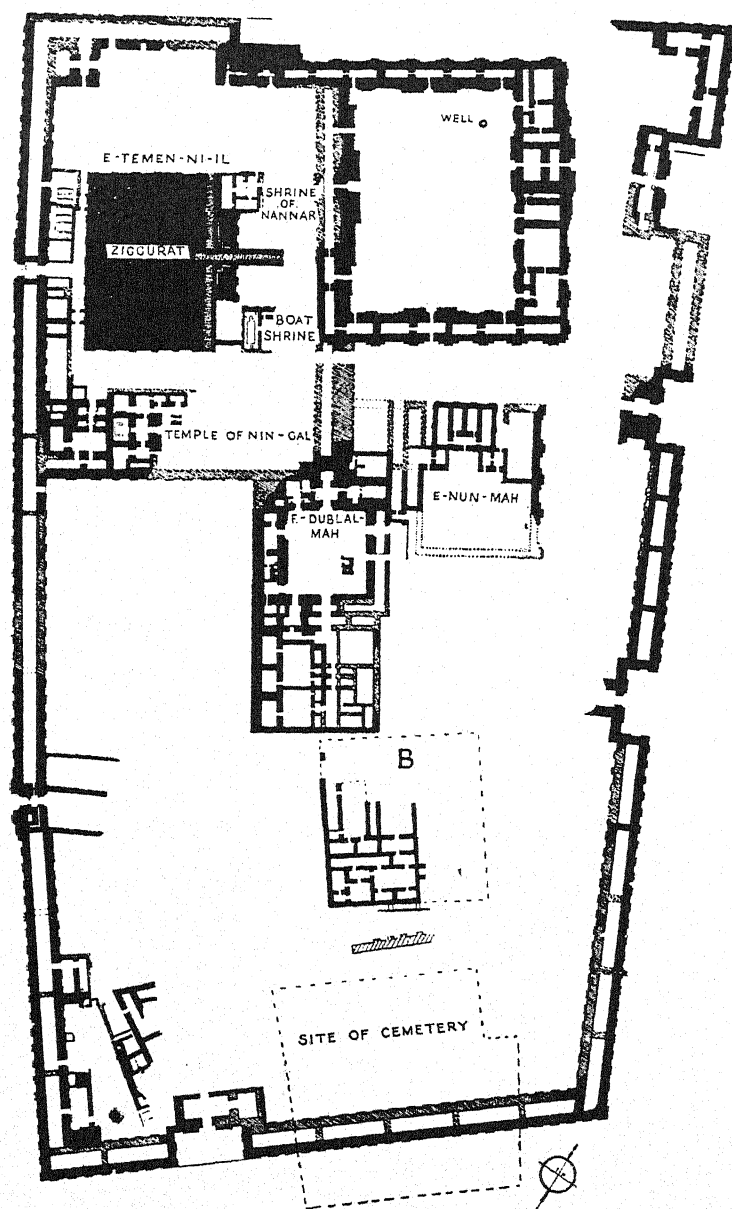 WELL
E-TEMEN-NI-IL
SHRINE
OF
NANNAR
ZIGGURAT
BOAT
SHRINE
TEMPLE OF NIN-GAL
E-NUN-MAH
E-DUBLAL-
MAH
B
SITE OF CEMETERY